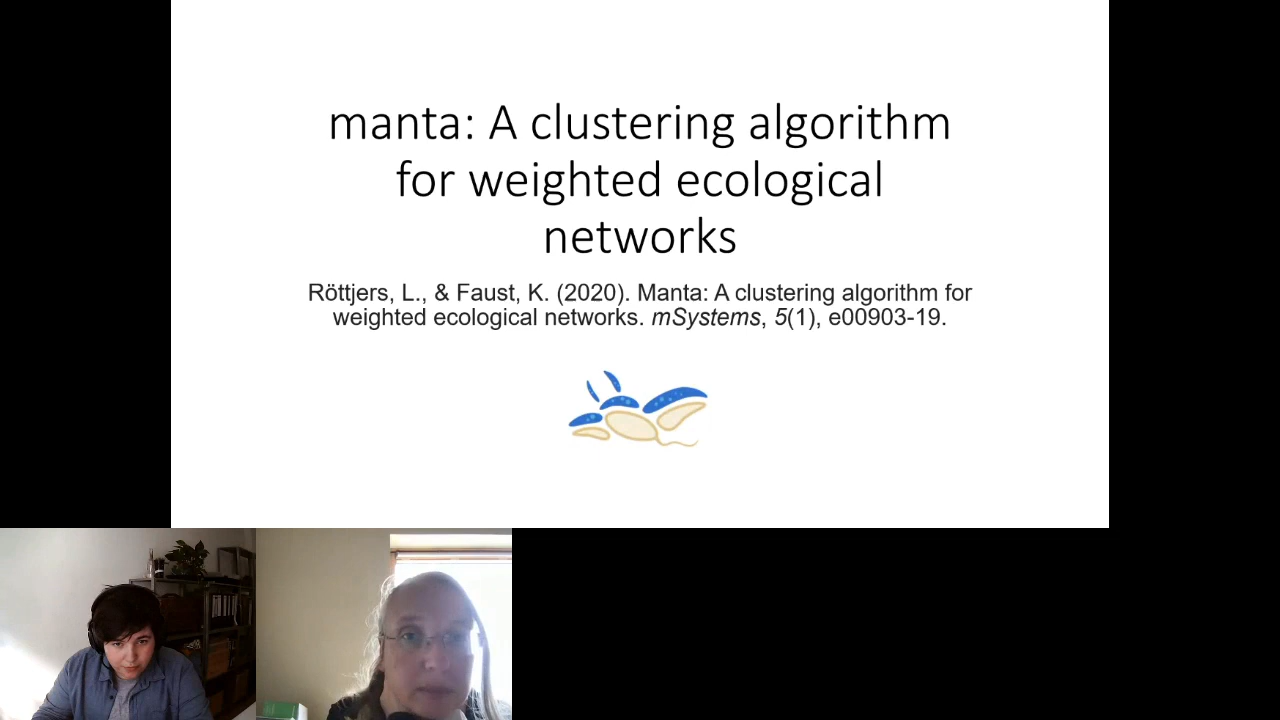 manta: A clustering algorithm
for weighted ecological
networks
Röttjers, L., & Faust, K. (2020). Manta: A clustering algorithm for
weighted ecological networks. mSystems, 5(1), e00903-19.